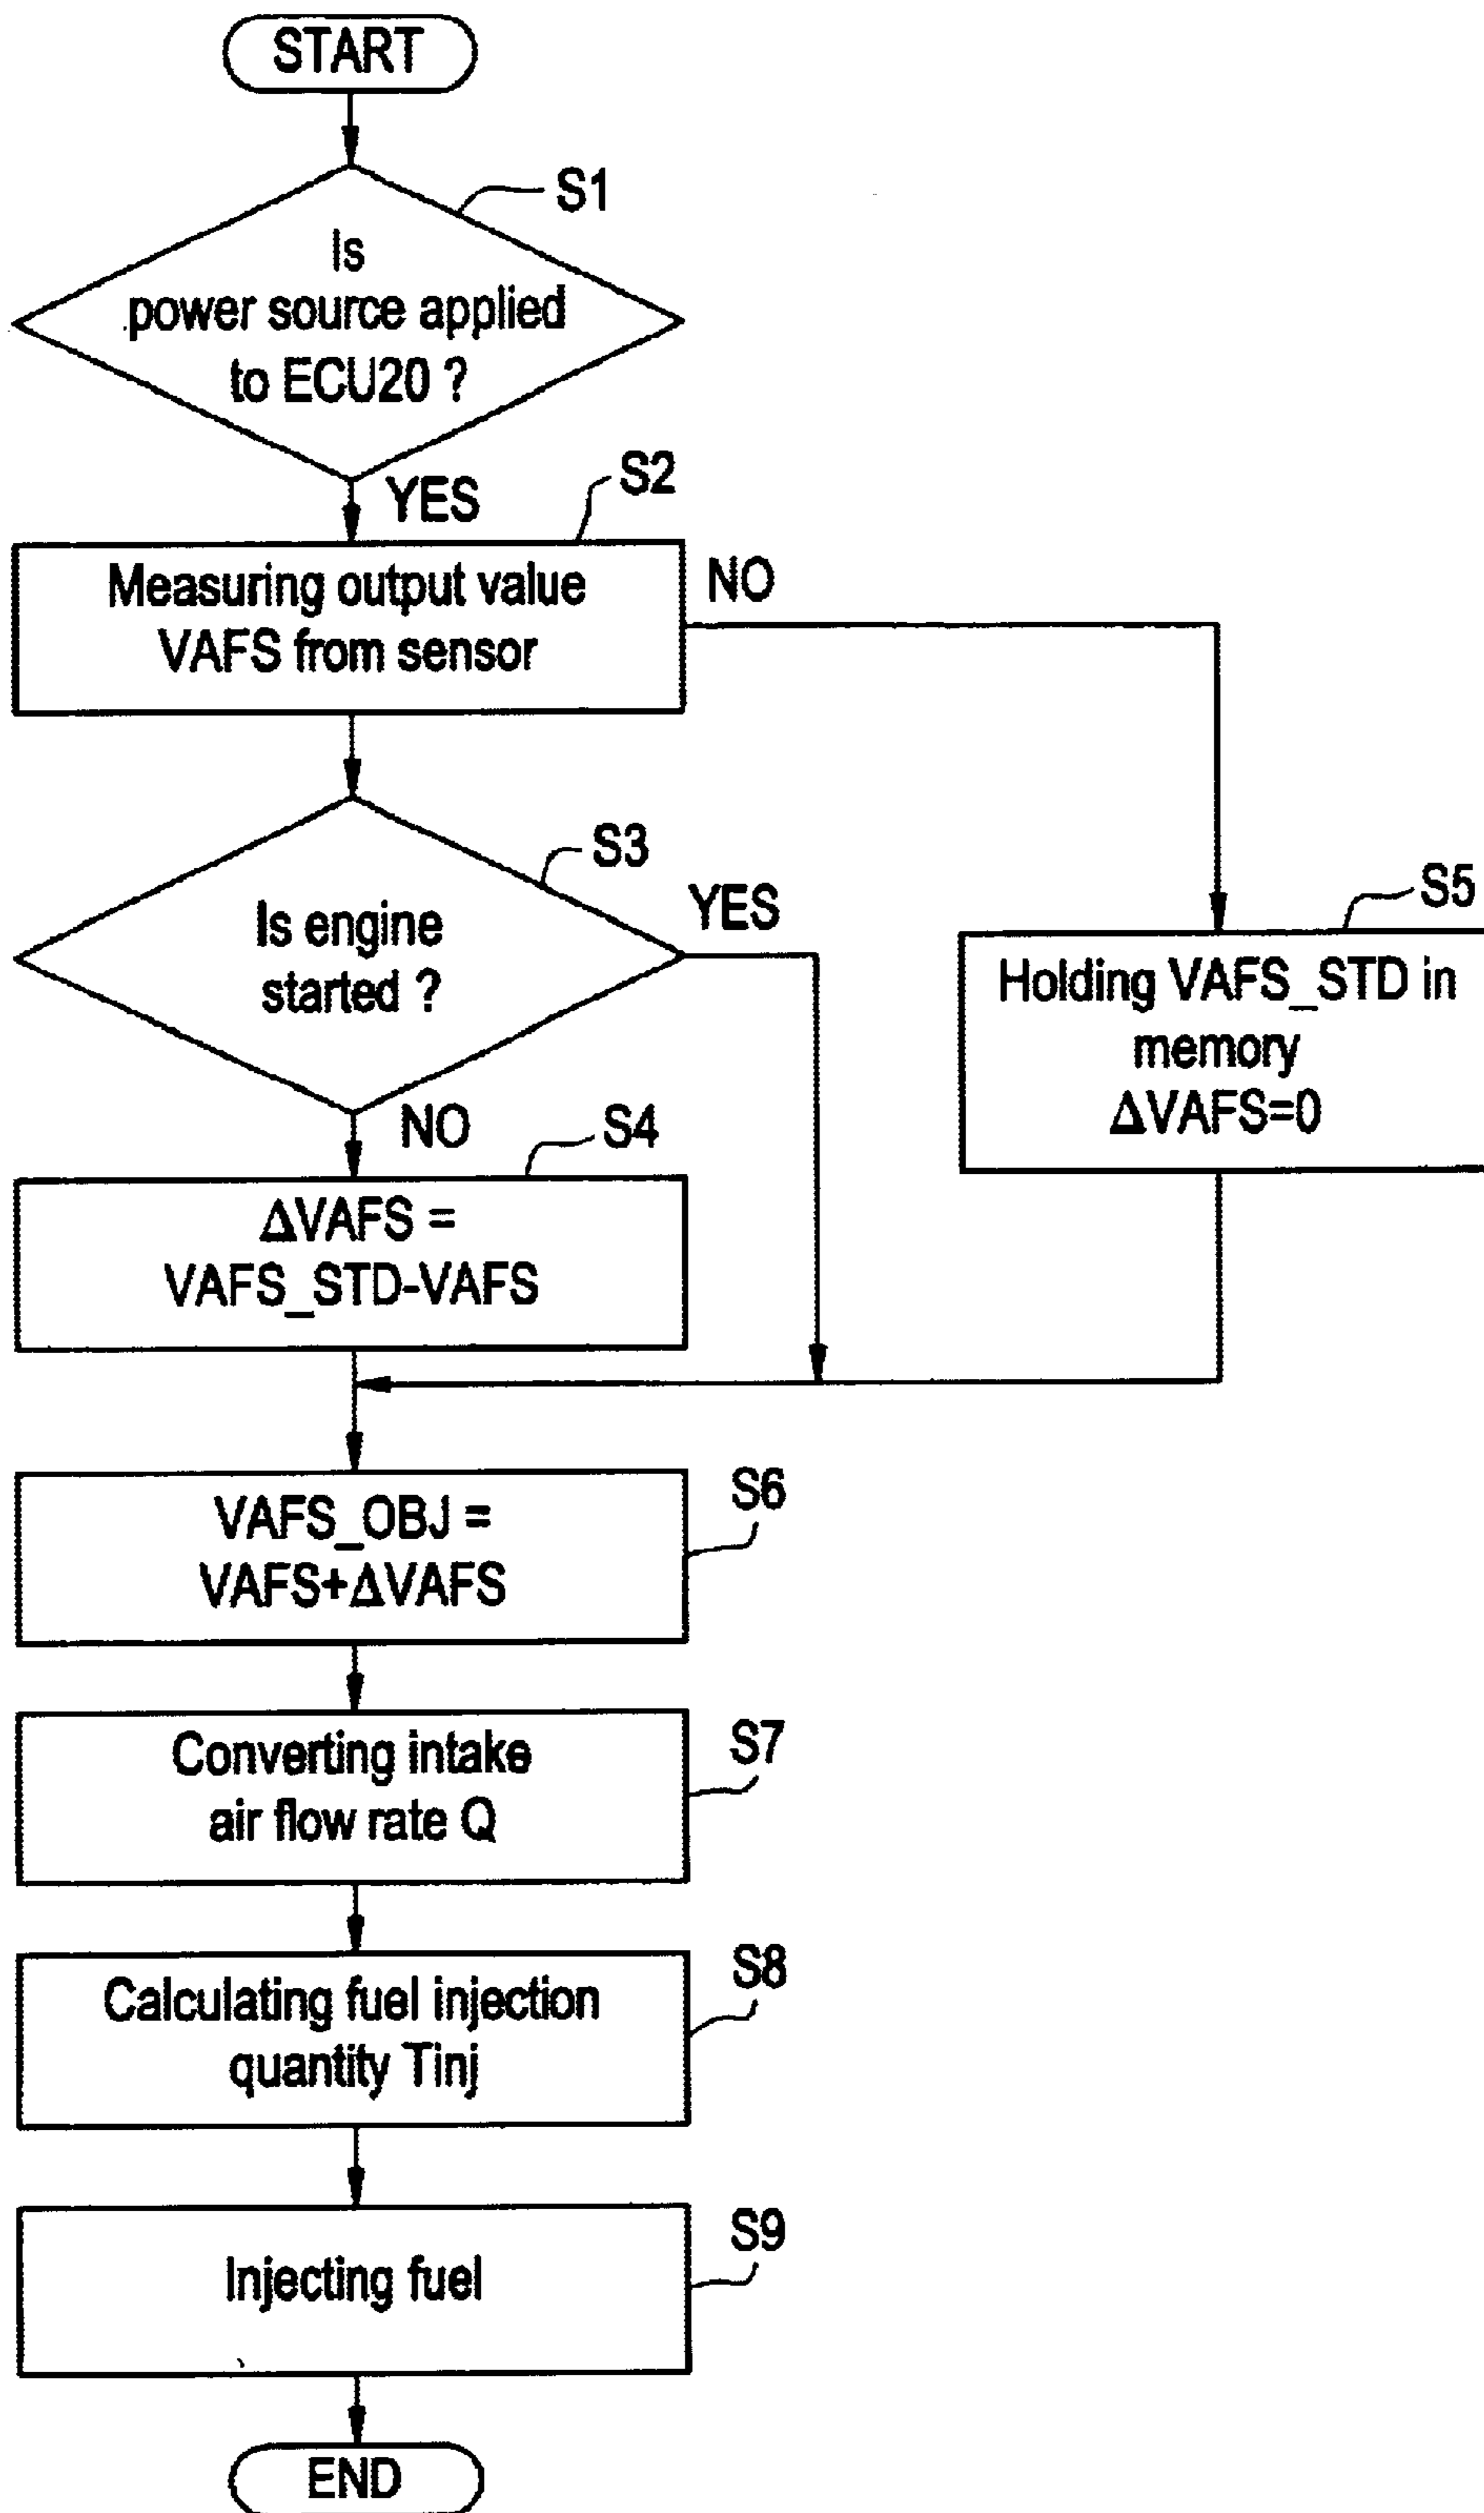 START
S1
Is
power source applied
to ECU20 ?
YES
S2
Measuring output value
VAFS from sensor
NO
S3
Is engine
started ?
YES
S5
Holding VAFS_STD in
memory
ΔVAFS=0
NO
S4
ΔVAFS =
VAFS_STD-VAFS
S6
VAFS_OBJ =
VAFS+ΔVAFS
S7
Converting intake
air flow rate Q
S8
Calculating fuel injection
quantity Tinj
S9
Injecting fuel
END